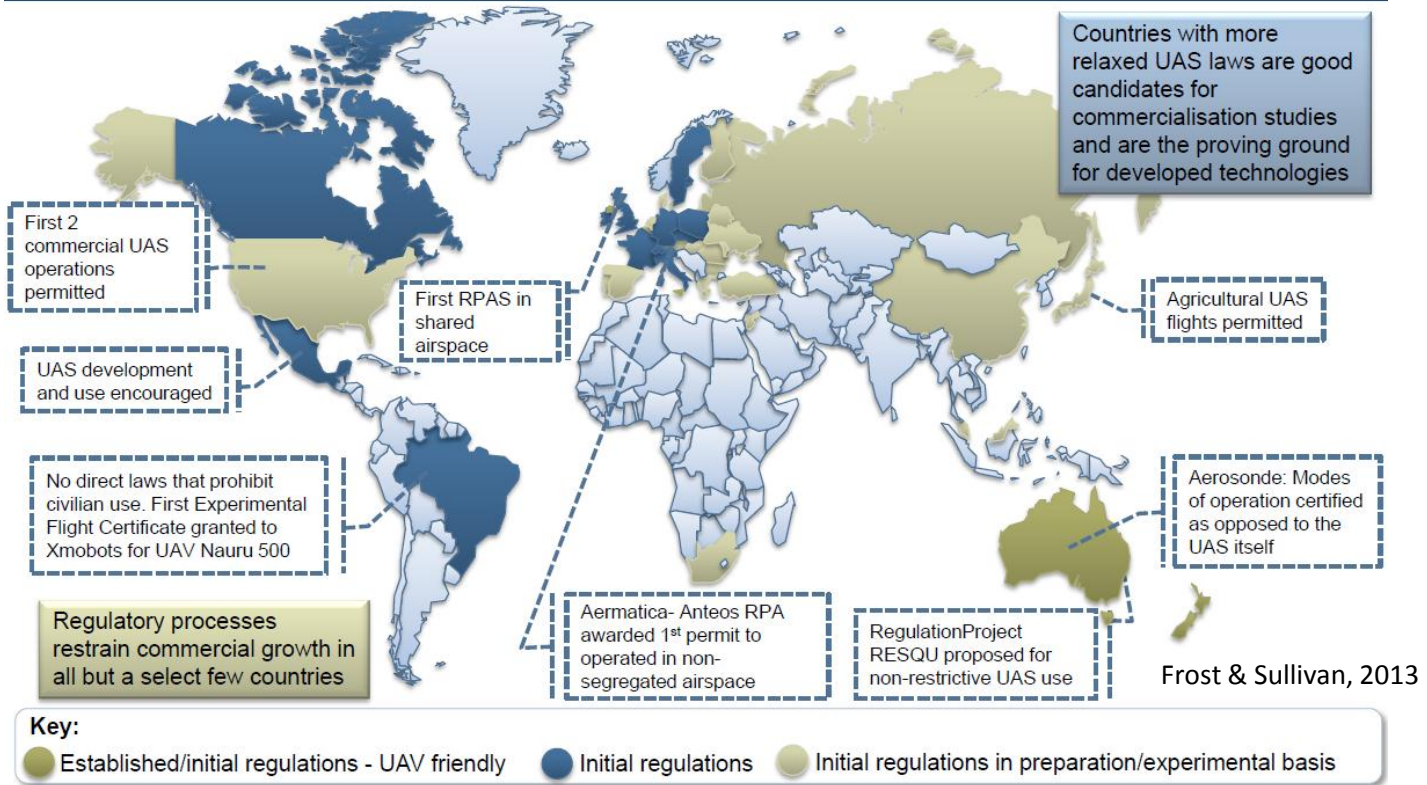 Countries with more
relaxed UAS laws are good
candidates for
commercialisation studies
and are the proving ground
for developed technologies
First 2
commercial UAS
operations
permitted
First RPAS in
shared
airspace
Agricultural UAS
flights permitted
UAS development
and use encouraged
No direct laws that prohibit
civilian use. First Experimental
Flight Certificate granted to
Xmobots for UAV Nauru 500
Aerosonde: Modes
of operation certified
as opposed to the
UAS itself
Regulatory processes
restrain commercial growth in
all but a select few countries
Aermatica- Anteos RPA
awarded 1st permit to
operated in non-
segregated airspace
RegulationProject
RESQU proposed for
non-restrictive UAS use
Frost & Sullivan, 2013
Key:
Established/initial regulations - UAV friendly
Initial regulations
Initial regulations in preparation/experimental basis